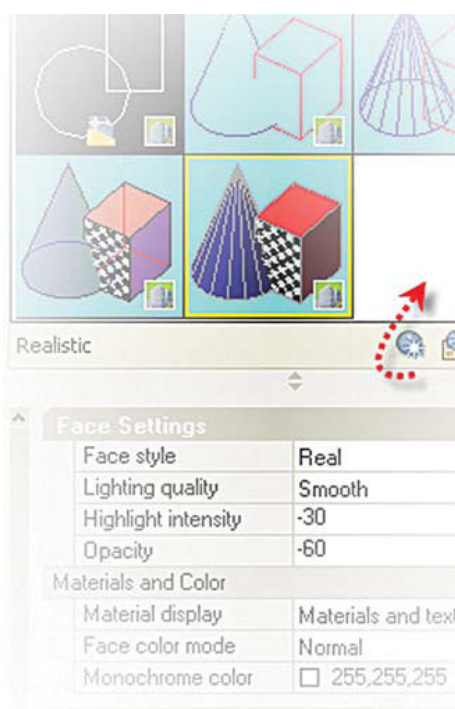 Realistic
Face Settings
Face style Real
Lighting quality Smooth
Highlight intensity -30
Opacity -60
Materials and Color
Material display Materials and text
Face color mode Normal
Monochrome color 255,255,255